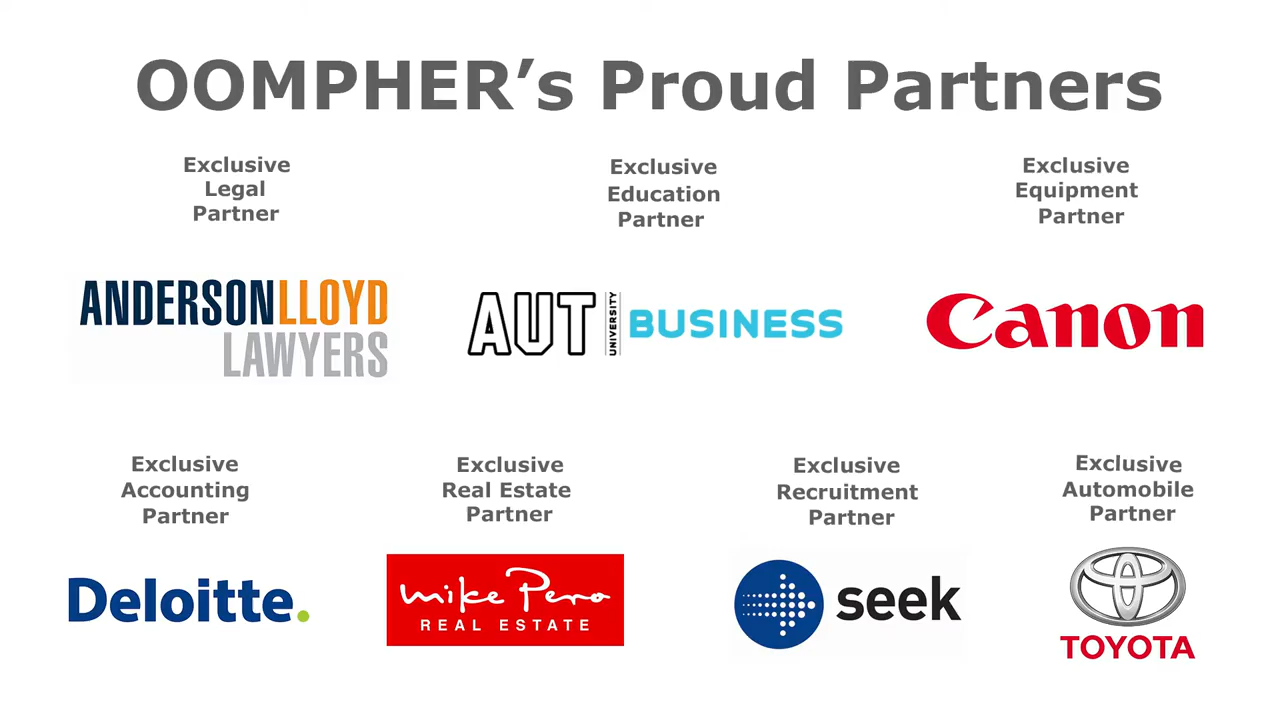 OOMPHER’s Proud Partners
Exclusive
Legal
Partner
Exclusive
Education
Partner
Exclusive
Equipment
Partner
ANDERSONLLOYD
LAWYERS
AUT UNIVERSITY BUSINESS
Canon
Exclusive
Accounting
Partner
Exclusive
Real Estate
Partner
Exclusive
Recruitment
Partner
Exclusive
Automobile
Partner
Deloitte.
Mike Pero
REAL ESTATE
seek
TOYOTA